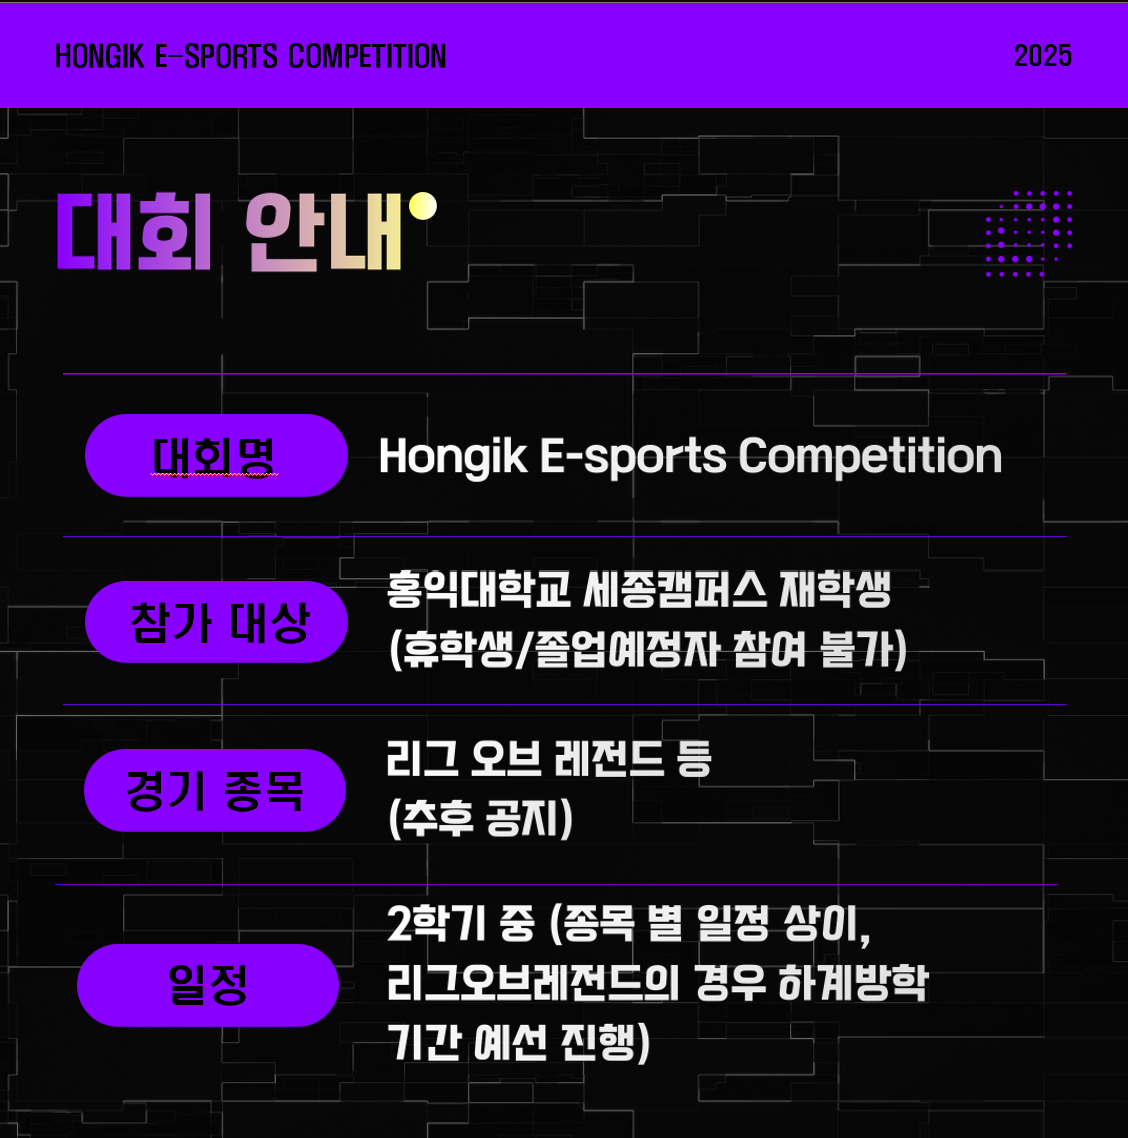 HONGIK E-SPORTS COMPETITION
2025
대회 안내
대회명
Hongik E-sports Competition
참가 대상
홍익대학교 세종캠퍼스 재학생
(휴학생/졸업예정자 참여 불가)
경기 종목
리그 오브 레전드 등
(추후 공지)
일정
2학기 중 (종목 별 일정 상이,
리그오브레전드의 경우 하계방학
기간 예선 진행)